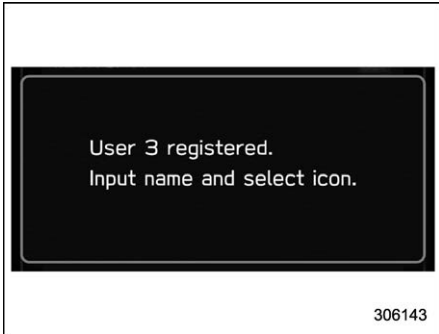 User 3 registered.
Input name and select icon.
306143